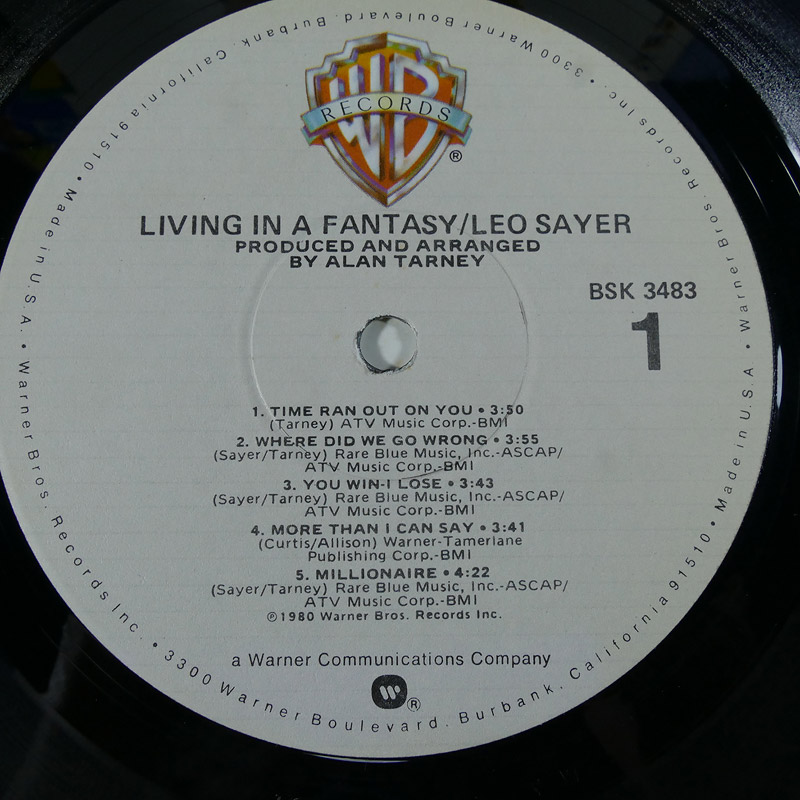 WB
RECORDS
®
LIVING IN A FANTASY/LEO SAYER
PRODUCED AND ARRANGED
BY ALAN TARNEY
BSK 3483
1
1. TIME RAN OUT ON YOU • 3:50
(Tarney) ATV Music Corp.-BMI
2. WHERE DID WE GO WRONG • 3:55
(Sayer/Tarney) Rare Blue Music, Inc.-ASCAP/
ATV Music Corp.-BMI
3. YOU WIN-I LOSE • 3:43
(Sayer/Tarney) Rare Blue Music, Inc.-ASCAP/
ATV Music Corp.-BMI
4. MORE THAN I CAN SAY • 3:41
(Curtis/Allison) Warner-Tamerlane
Publishing Corp.-BMI
5. MILLIONAIRE • 4:22
(Sayer/Tarney) Rare Blue Music, Inc.-ASCAP/
ATV Music Corp.-BMI
℗1980 Warner Bros. Records Inc.
a Warner Communications Company
®
Warner Bros. Records Inc. • 3300 Warner Boulevard. Burbank. California 91510 • Made in U.S.A. • Warner Bros. Records Inc. • 3300 Warner Boulevard. Burbank. California 91510 • Made in U.S.A •